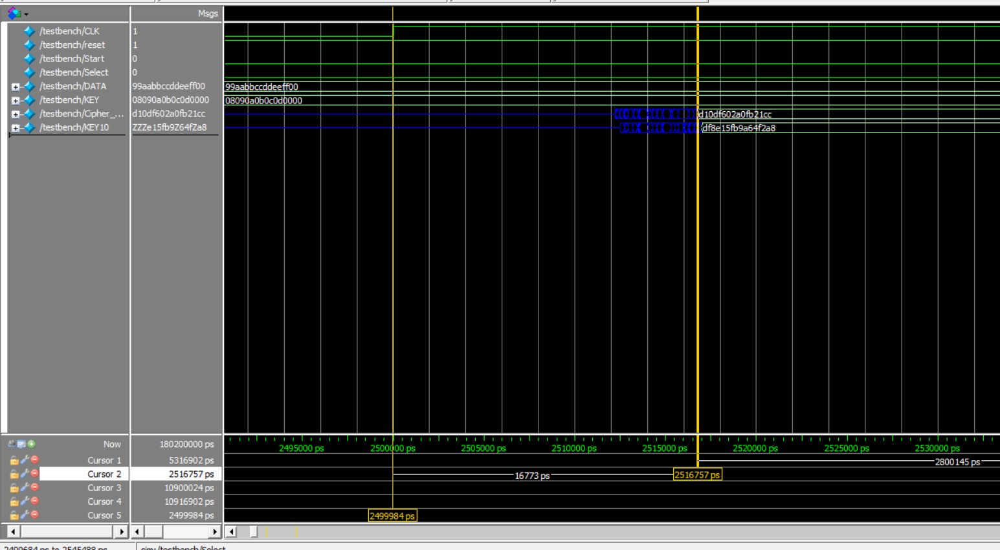 Msgs
/testbench/CLK 1
/testbench/reset 1
/testbench/Start 0
/testbench/Select 0
/testbench/DATA 99aabbccddeeff00 99aabbccddeeff00
/testbench/KEY 08090a0b0c0d0000 08090a0b0c0d0000
/testbench/Cipher_... d10df602a0fb21cc d10df602a0fb21cc
/testbench/KEY10 ZZZe15fb9Z64fZa8 df8e15fb9a64f2a8
Now 180200000 ps 2495000 ps 2500000 ps 2505000 ps 2510000 ps 2515000 ps 2520000 ps 2525000 ps 2530000 ps
Cursor 1 5316902 ps 2800145 ps
Cursor 2 2516757 ps 16773 ps 2516757 ps
Cursor 3 10900024 ps
Cursor 4 10916902 ps
Cursor 5 2499984 ps 2499984 ps
2490684 ps to 2545488 ps sim:/testbench/Select